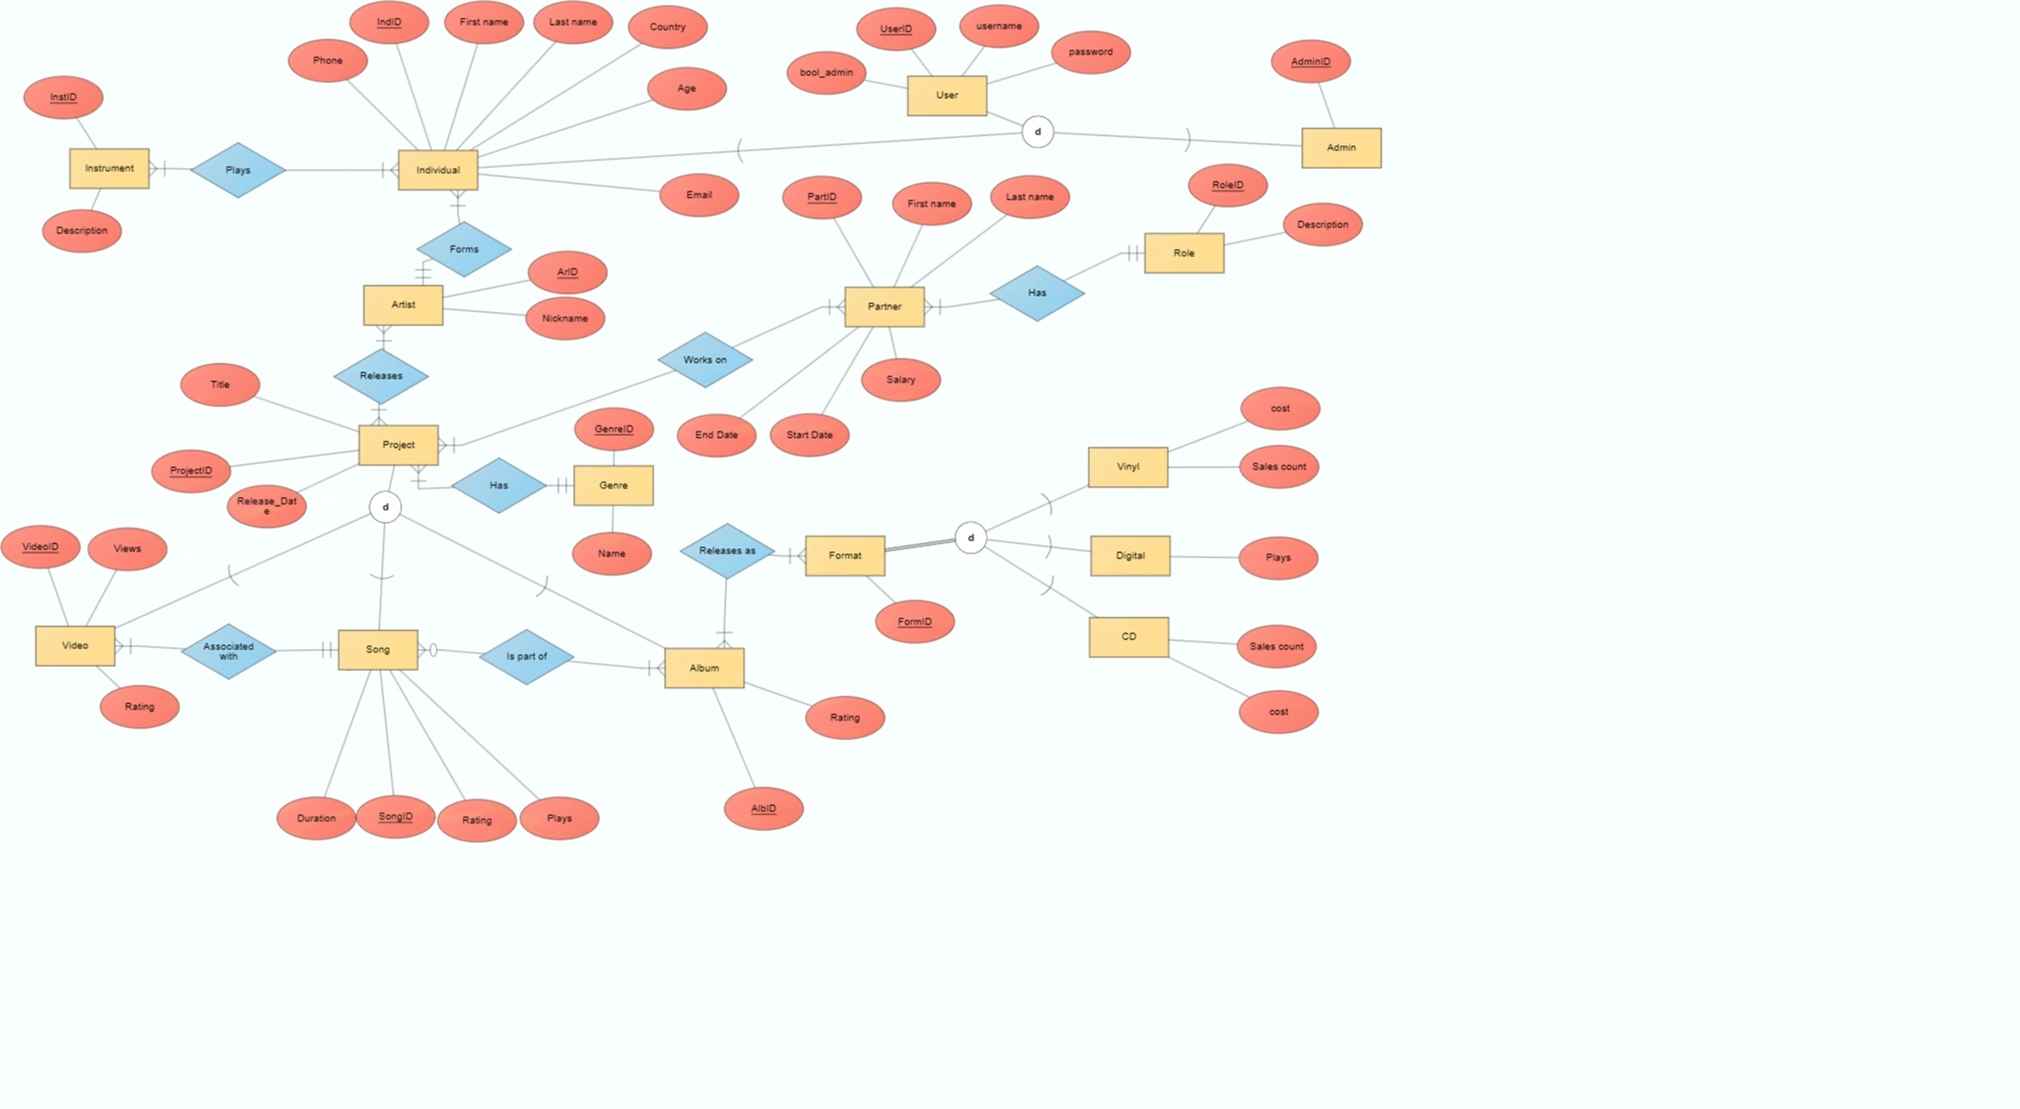 IndID
First name
Last name
Country
Phone
Age
UserID
username
password
bool_admin
User
AdminID
Admin
d
InstID
Instrument
Plays
Individual
Description
Email
Forms
ArID
Artist
Nickname
PartID
First name
Last name
RoleID
Description
Role
Has
Partner
Works on
Salary
End Date
Start Date
Releases
Title
Project
ProjectID
Release_Dat
e
d
Has
GenreID
Genre
Name
VideoID
Views
Video
Rating
Associated
with
Song
Is part of
Album
Releases as
Format
FormID
d
Vinyl
cost
Sales count
Digital
Plays
CD
Sales count
cost
Rating
AlbID
Duration
SongID
Rating
Plays